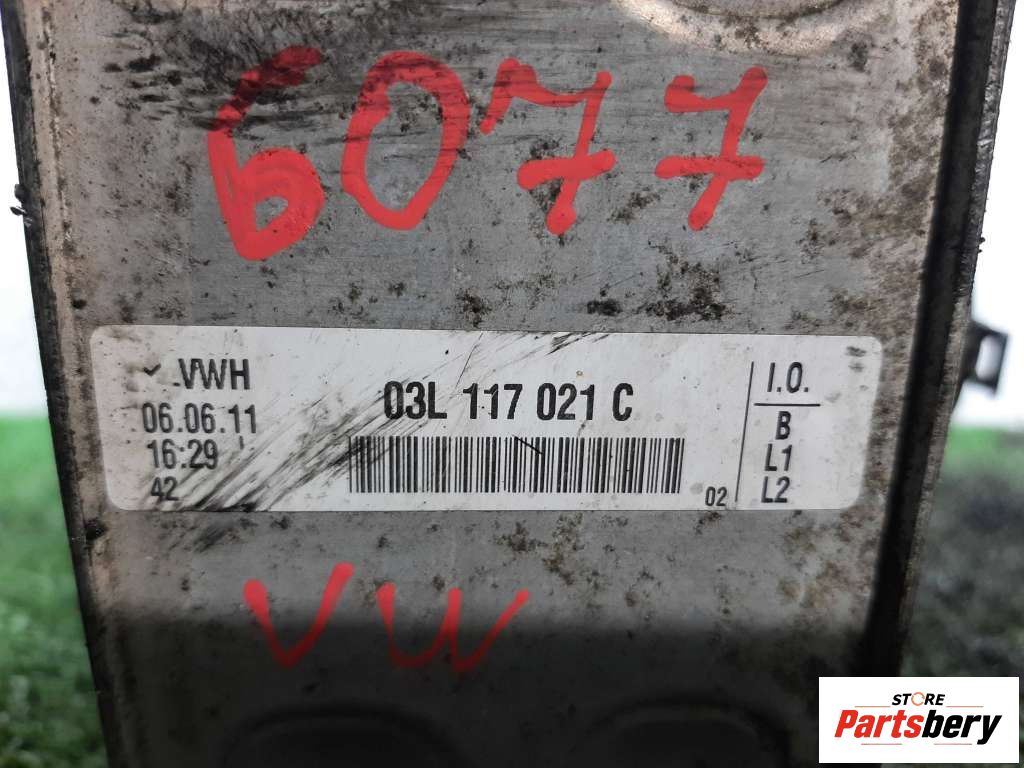 6077
.VWH
06.06.11
16:29
42
03L 117 021 C
02
I.O.
B
L1
L2
VW
STORE
Partsbery